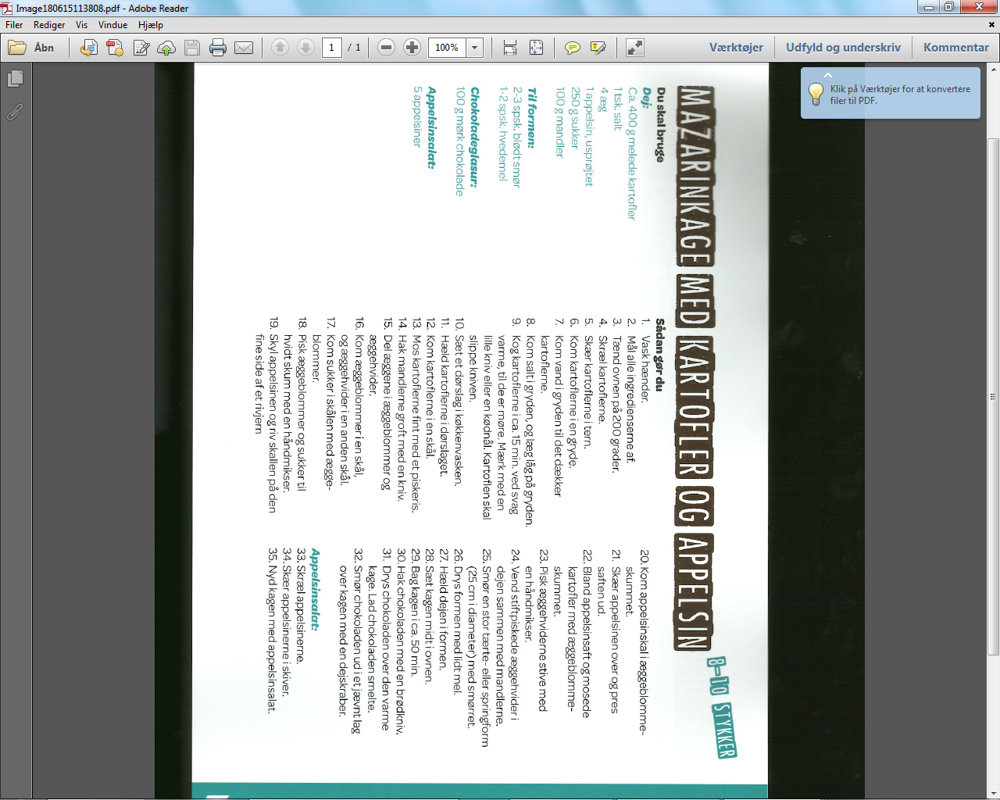 Image180615113808.pdf - Adobe Reader
Filer Rediger Vis Vindue Hjælp
Åbn
1 / 1
100%
Værktøjer
Udfyld og underskriv
Kommentar
Klik på Værktøjer for at konvertere
filer til PDF.
MAZARINKAGE MED KARTOFLER OG APPELSIN
8-10 STYKKER
Du skal bruge
Dej:
Ca. 400 g melede kartofler
1 tsk. salt
4 æg
1 appelsin, usprøjtet
250 g sukker
100 g mandler
Til formen:
2-3 spsk. blødt smør
1-2 spsk. hvedemel
Chokoladeglasur:
100 g mørk chokolade
Appelsinsalat:
5 appelsiner
Sådan gør du
1. Vask hænder.
2. Mål alle ingredienserne af.
3. Tænd ovnen på 200 grader.
4. Skræl kartoflerne.
5. Skær kartoflerne i tern.
6. Kom kartoflerne i en gryde.
7. Kom vand i gryden til det dækker
kartoflerne.
8. Kom salt i gryden, og læg låg på gryden.
9. Kog kartoflerne i ca. 15 min. ved svag
varme, til de er møre. Mærk med en
lille kniv eller en kødnål. Kartoflen skal
slippe kniven.
10. Sæt et dørslag i køkkenvasken.
11. Hæld kartoflerne i dørslaget.
12. Kom kartoflerne i en skål.
13. Mos kartoflerne fint med et piskeris.
14. Hak mandlerne groft med en kniv.
15. Del æggene i æggeblommer og
æggehvider.
16. Kom æggeblommer i en skål,
og æggehvider i en anden skål.
17. Kom sukker i skålen med ægge-
blommer.
18. Pisk æggeblommer og sukker til
hvidt skum med en håndmikser.
19. Skyl appelsinen og riv skallen på den
fine side af et rivjern
20. Kom appelsinskal i æggeblomme-
skummet.
21. Skær appelsinen over og pres
saften ud.
22. Bland appelsinsaft og mosede
kartofler med æggeblomme-
skummet.
23. Pisk æggehviderne stive med
en håndmikser.
24. Vend stiftpiskede æggehvider i
dejen sammen med mandlerne.
25. Smør en stor tærte- eller springform
(25 cm i diameter) med smørret.
26. Drys formen med lidt mel.
27. Hæld dejen i formen.
28. Sæt kagen midt i ovnen.
29. Bag kagen i ca. 50 min.
30. Hak chokoladen med en brødkniv.
31. Drys chokoladen over den varme
kage. Lad chokoladen smelte.
32. Smør chokoladen ud i et jævnt lag
over kagen med en dejskraber.
Appelsinsalat:
33. Skræl appelsinerne.
34. Skær appelsinerne i skiver.
35. Nyd kagen med appelsinsalat.